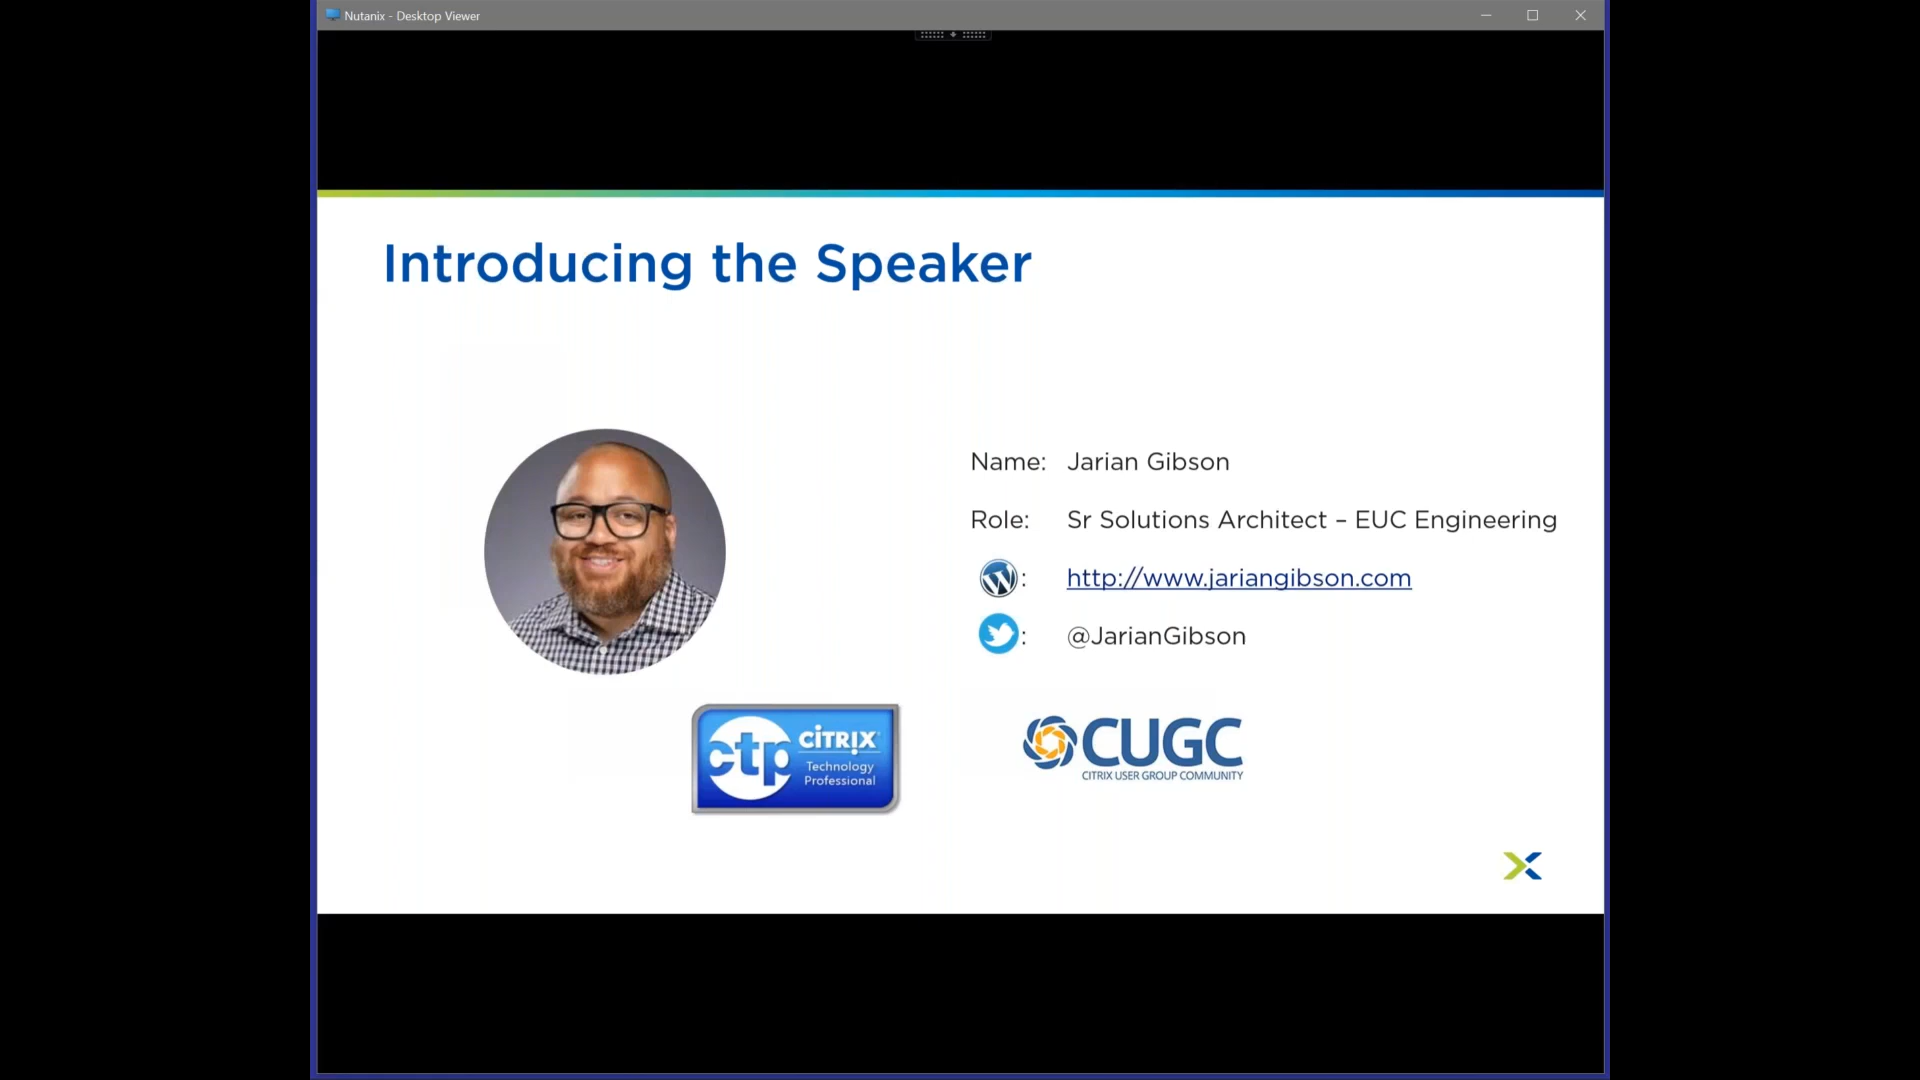 Nutanix - Desktop Viewer
Introducing the Speaker
Name: Jarian Gibson
Role: Sr Solutions Architect – EUC Engineering
: http://www.jariangibson.com
: @JarianGibson
ctp CITRIX
Technology
Professional
CUGC
CITRIX USER GROUP COMMUNITY